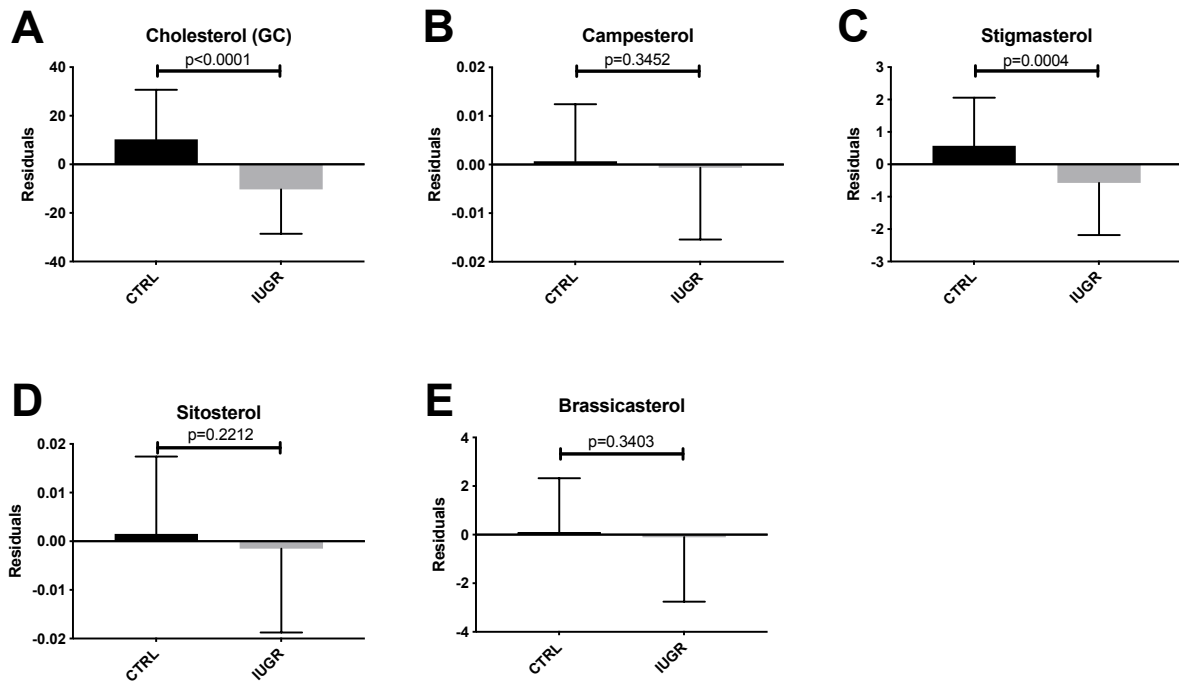 A
Cholesterol (GC)
p<0.0001
Residuals
40
20
0
-20
-40
CTRL
IUGR
B
Campesterol
p=0.3452
Residuals
0.02
0.01
0.00
-0.01
-0.02
CTRL
IUGR
C
Stigmasterol
p=0.0004
Residuals
3
2
1
0
-1
-2
-3
CTRL
IUGR
D
Sitosterol
p=0.2212
Residuals
0.02
0.01
0.00
-0.01
-0.02
CTRL
IUGR
E
Brassicasterol
p=0.3403
Residuals
4
2
0
-2
-4
CTRL
IUGR